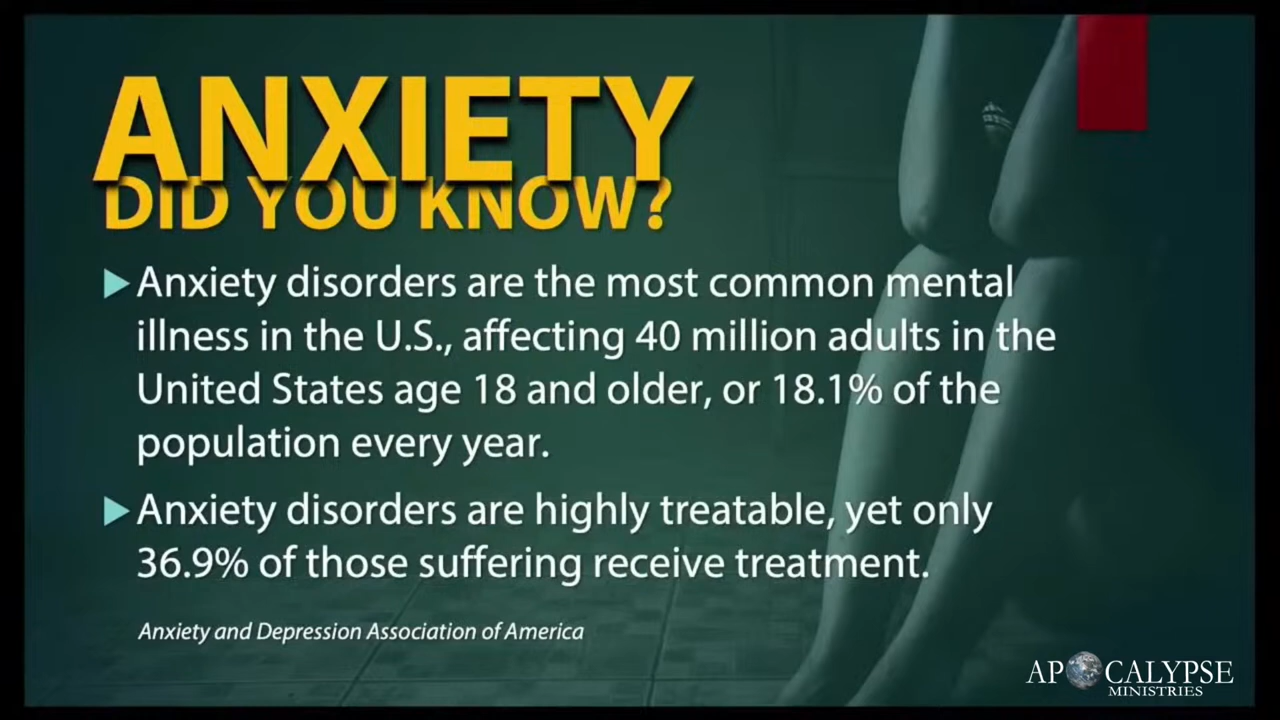 ANXIETY
DID YOU KNOW?
Anxiety disorders are the most common mental
illness in the U.S., affecting 40 million adults in the
United States age 18 and older, or 18.1% of the
population every year.
Anxiety disorders are highly treatable, yet only
36.9% of those suffering receive treatment.
Anxiety and Depression Association of America
APOCALYPSE
MINISTRIES